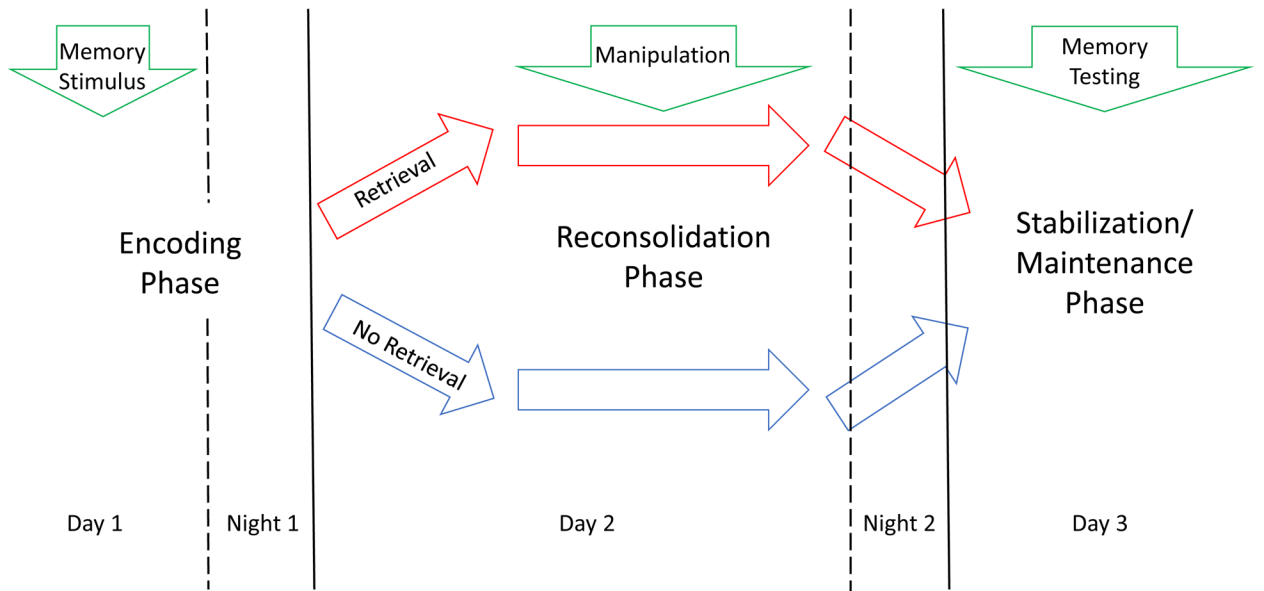 Memory
Stimulus
Manipulation
Memory
Testing
Retrieval
Encoding
Phase
Reconsolidation
Phase
Stabilization/
Maintenance
Phase
No Retrieval
Day 1
Night 1
Day 2
Night 2
Day 3